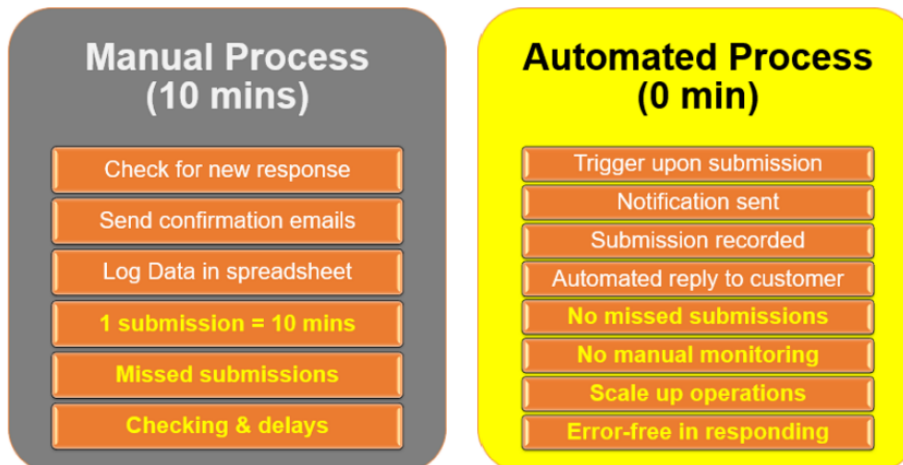 Manual Process
(10 mins)
Check for new response
Send confirmation emails
Log Data in spreadsheet
1 submission = 10 mins
Missed submissions
Checking & delays
Automated Process
(0 min)
Trigger upon submission
Notification sent
Submission recorded
Automated reply to customer
No missed submissions
No manual monitoring
Scale up operations
Error-free in responding